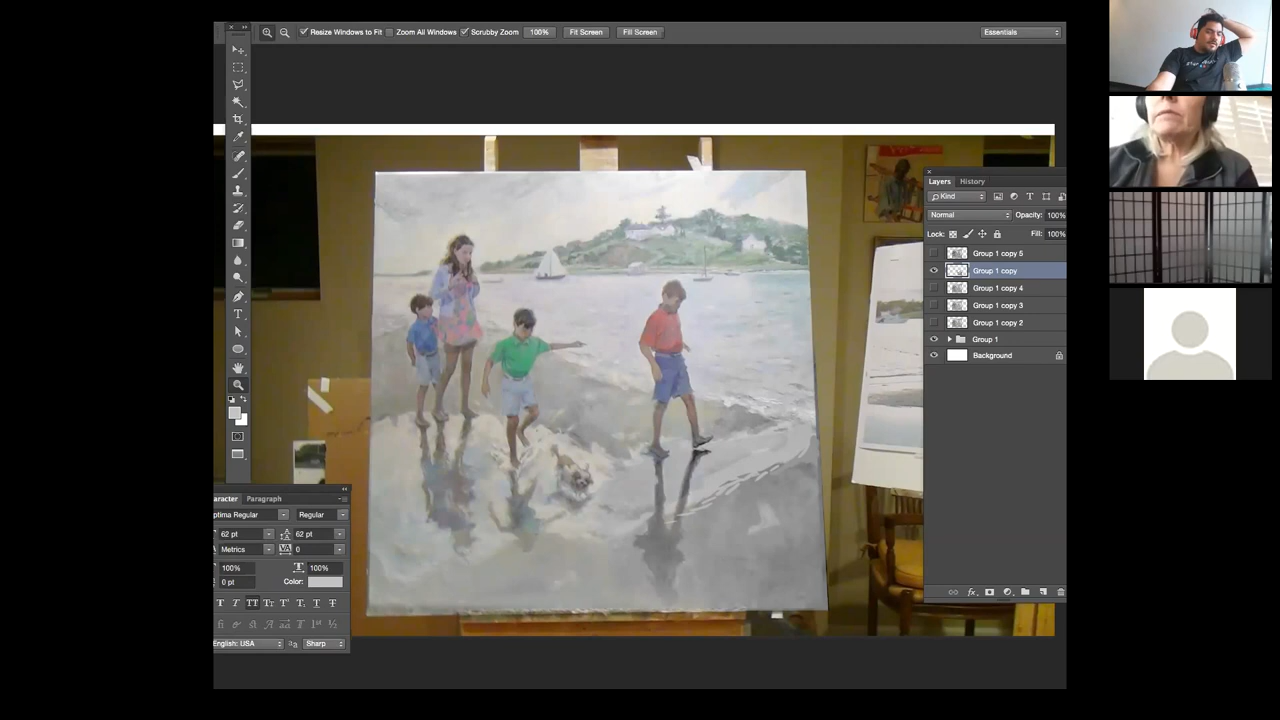 Resize Windows to Fit Zoom All Windows Scrubby Zoom 100% Fit Screen Fill Screen Essentials
Layers History
Kind
Normal Opacity: 100%
Lock: Fill: 100%
Group 1 copy 5
Group 1 copy
Group 1 copy 4
Group 1 copy 3
Group 1 copy 2
Group 1
Background
aracter Paragraph
ptima Regular Regular
62 pt 62 pt
Metrics 0
100% 100%
0 pt Color:
English: USA aa Sharp